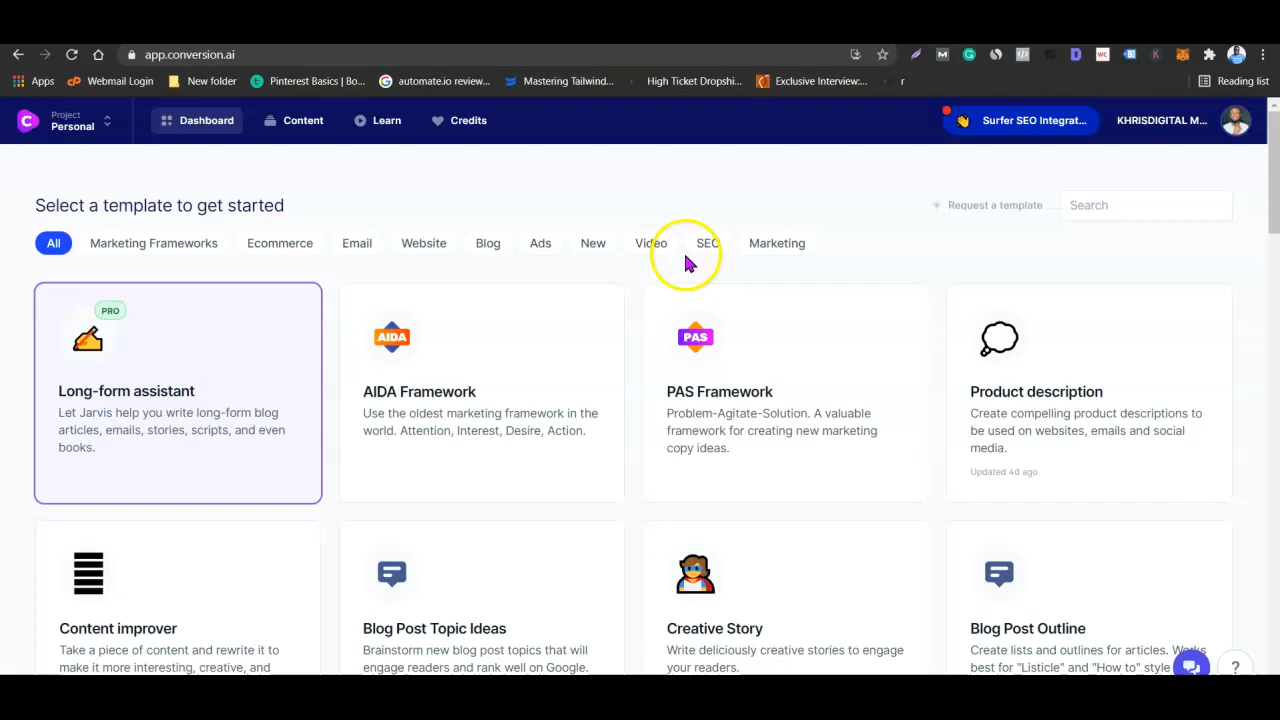 app.conversion.ai
Apps
Webmail Login
New folder
Pinterest Basics | Bo...
automate.io review...
Mastering Tailwind...
High Ticket Dropshi...
Exclusive Interview:...
r
Reading list
Project
Personal
Dashboard
Content
Learn
Credits
Surfer SEO Integrat...
KHRISDIGITAL M...
Select a template to get started
Request a template
Search
All
Marketing Frameworks
Ecommerce
Email
Website
Blog
Ads
New
Video
SEO
Marketing
PRO
Long-form assistant
Let Jarvis help you write long-form blog
articles, emails, stories, scripts, and even
books.
AIDA
AIDA Framework
Use the oldest marketing framework in the
world. Attention, Interest, Desire, Action.
PAS
PAS Framework
Problem-Agitate-Solution. A valuable
framework for creating new marketing
copy ideas.
Product description
Create compelling product descriptions to
be used on websites, emails and social
media.
Updated 4d ago
Content improver
Take a piece of content and rewrite it to
make it more interesting, creative, and
Blog Post Topic Ideas
Brainstorm new blog post topics that will
engage readers and rank well on Google.
Creative Story
Write deliciously creative stories to engage
your readers.
Blog Post Outline
Create lists and outlines for articles. Works
best for "Listicle" and "How to" style
?